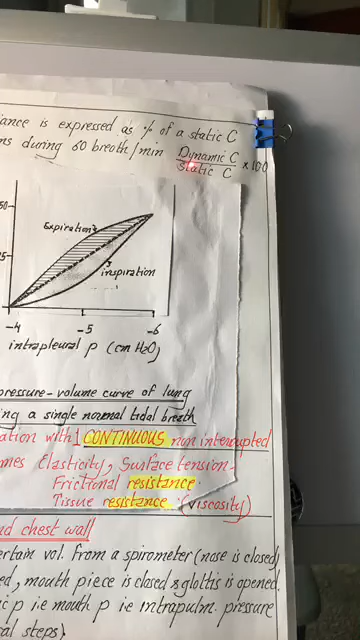 ance is expressed as % of a static C
ns during 60 breath/min Dynamic C / Static C × 100
50
Expiration
25
inspiration
-4 -5 -6
intrapleural p (cm H2O)
pressure-volume curve of lung
ing a single normal tidal breath
ation with CONTINUOUS non interrupted
mes Elasticity, Surface tension.
Frictional resistance
Tissue resistance (viscosity)
nd chest wall
ertain vol. from a spirometer (nose is closed)
ed, mouth piece is closed & glottis is opened.
ic p ie mouth p ie intrapulm. pressure
al steps)